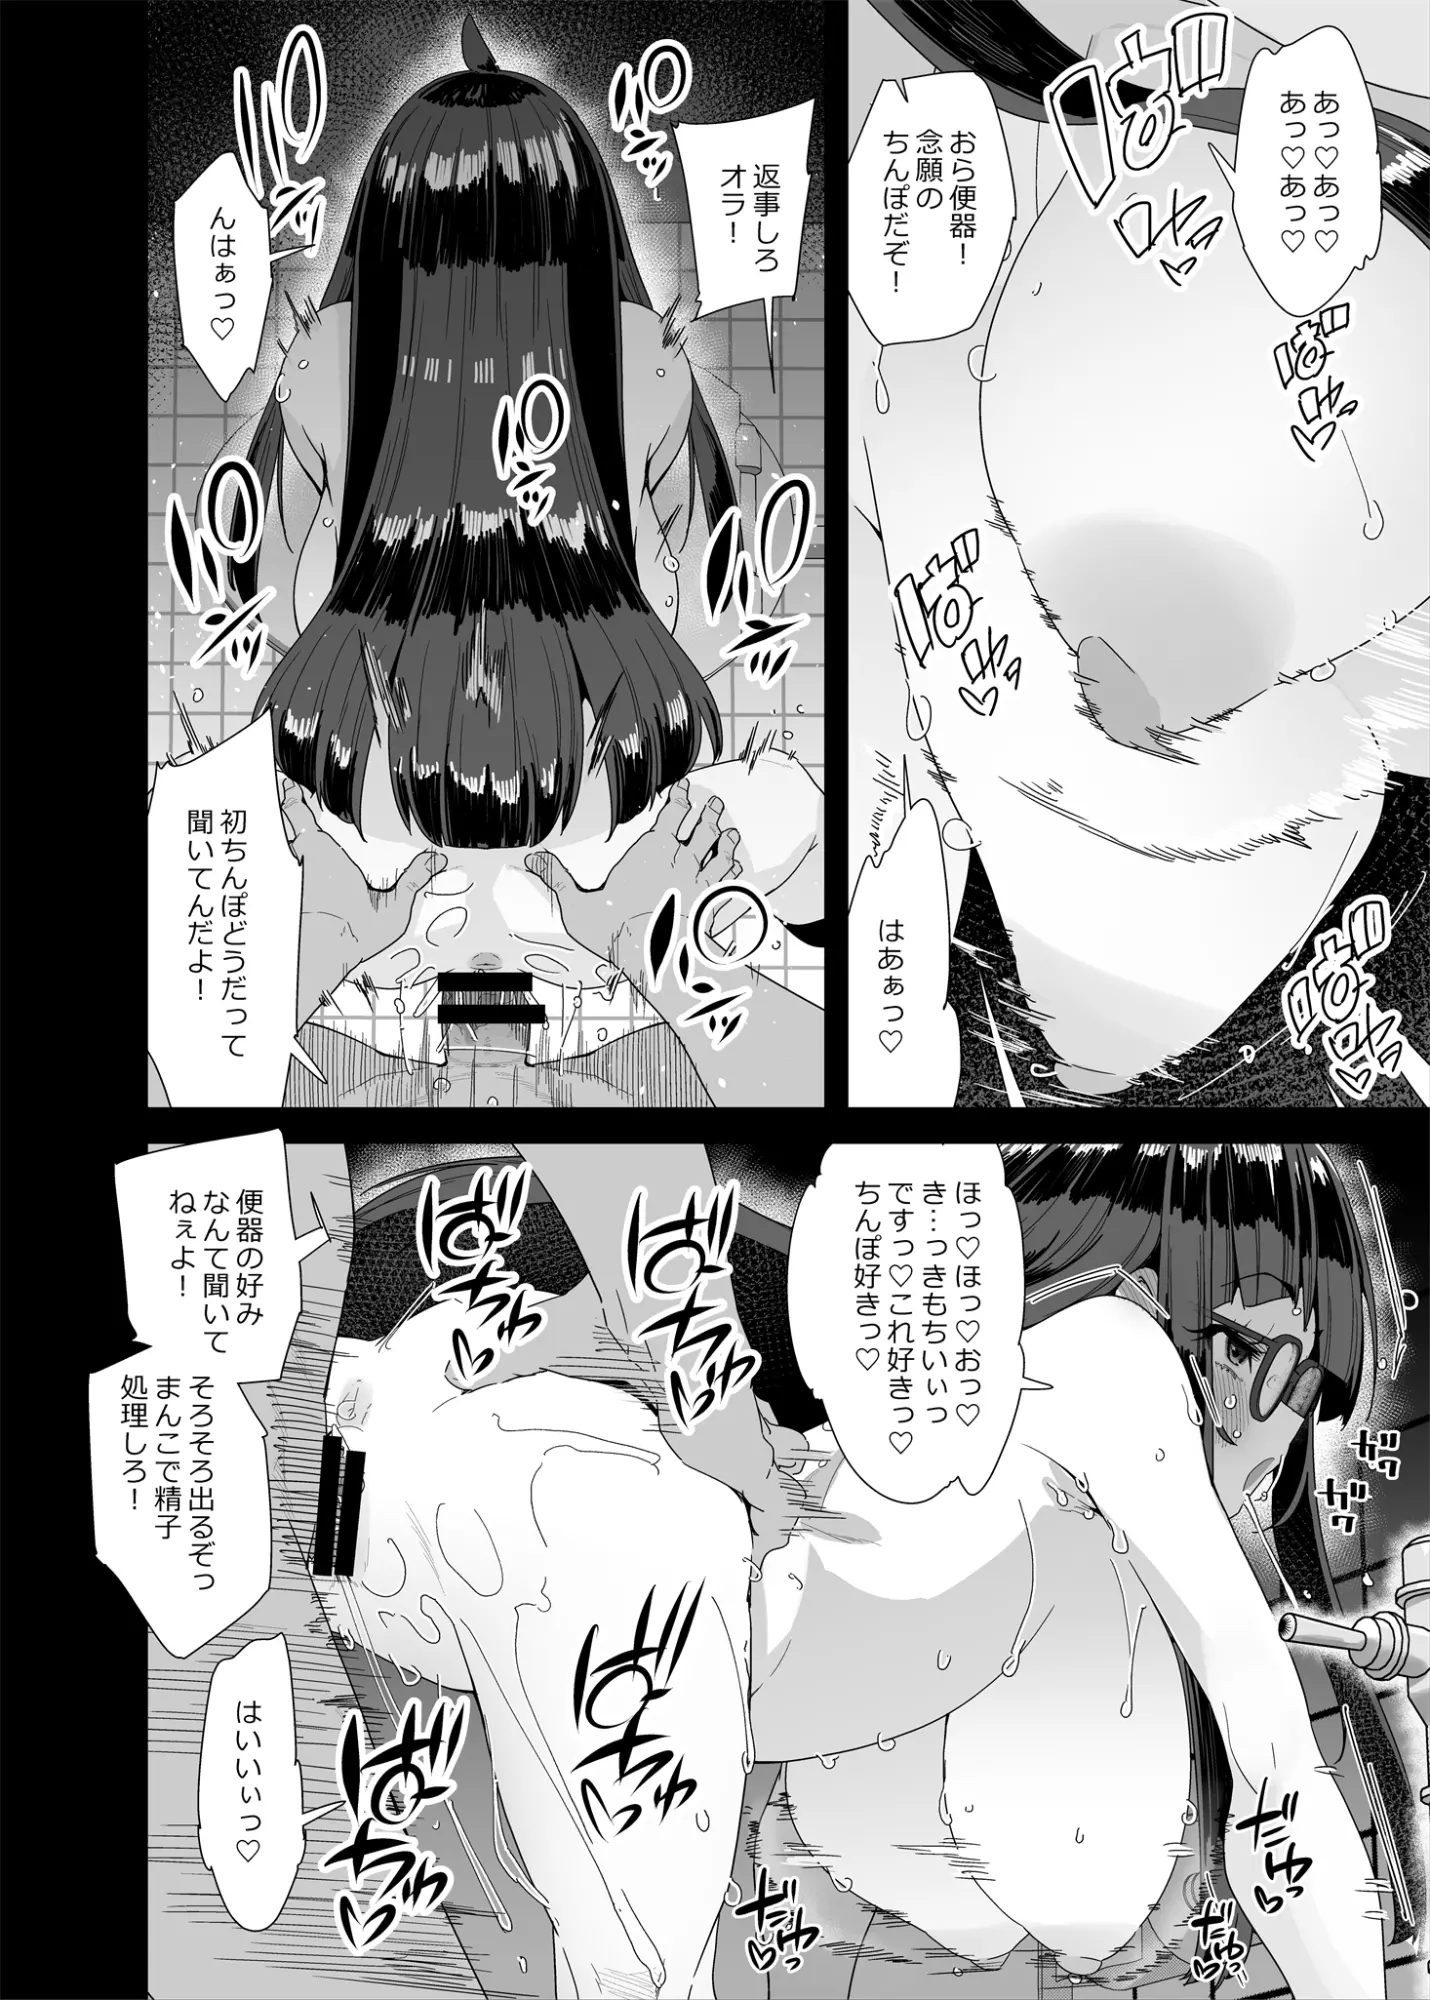 あっ♡あっ♡
あっ♡あっ♡
おら便器！
念願の
ちんぽだぞ！
はあぁっ♡
返事しろ
オラ！
んはぁっ♡
初ちんぽどうだって
聞いてんだよ！
ほっ♡ほっ♡おっ♡
き…っきもちいぃっ
ですっ♡これ好きっ♡
ちんぽ好きっ♡
便器の好み
なんて聞いて
ねぇよ！
そろそろ出るぞっ
まんこで精子
処理しろ！
はいいぃっ♡
ガク
ガク